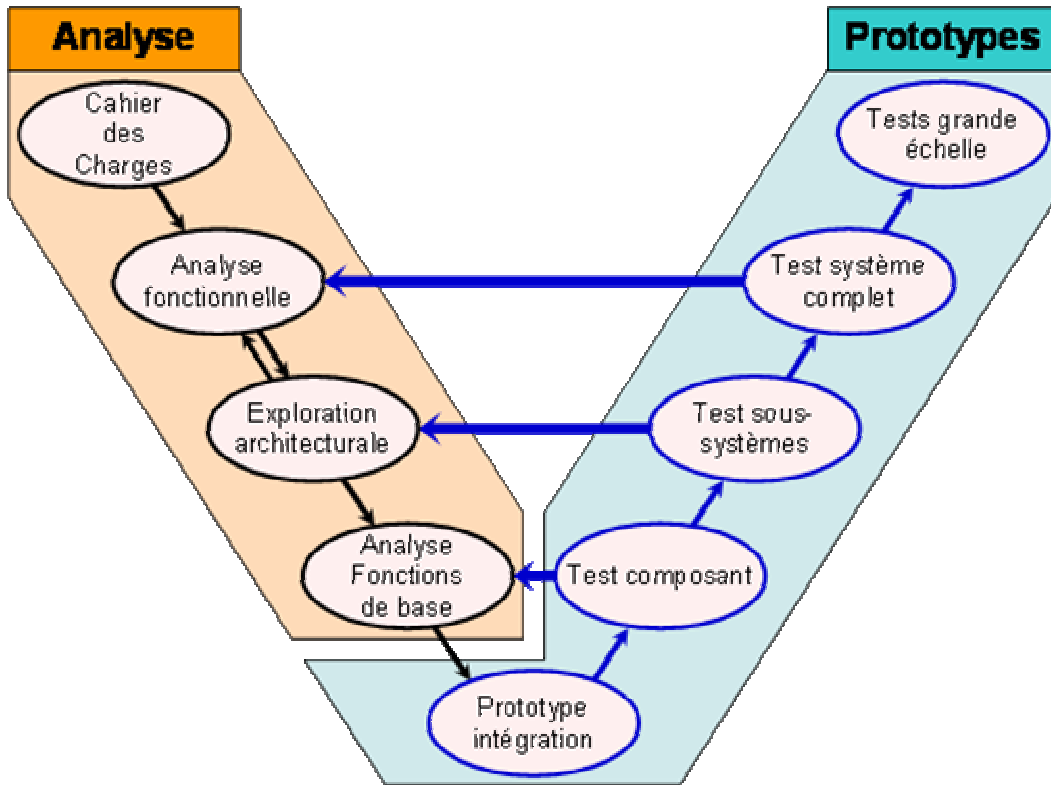 Analyse
Prototypes
Cahier
des
Charges
Tests grande
échelle
Analyse
fonctionnelle
Test système
complet
Exploration
architecturale
Test sous-
systèmes
Analyse
Fonctions
de base
Test composant
Prototype
intégration